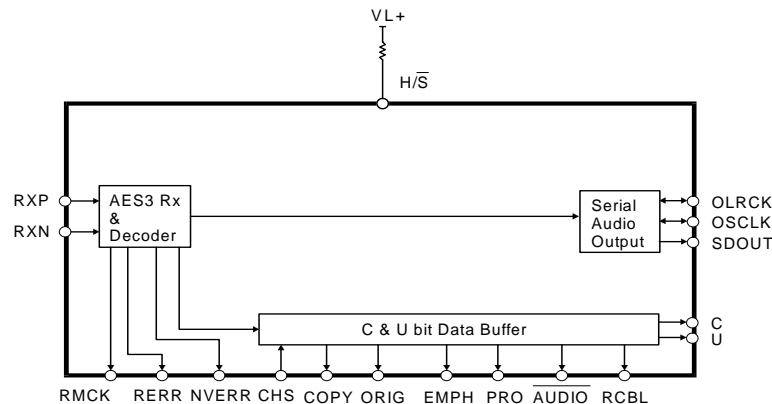 VL+
H/S̅
RXP
RXN
AES3 Rx
&
Decoder
Serial
Audio
Output
OLRCK
OSCLK
SDOUT
C & U bit Data Buffer
C
U
RMCK RERR NVERR CHS COPY ORIG EMPH PRO A̅U̅D̅I̅O̅ RCBL